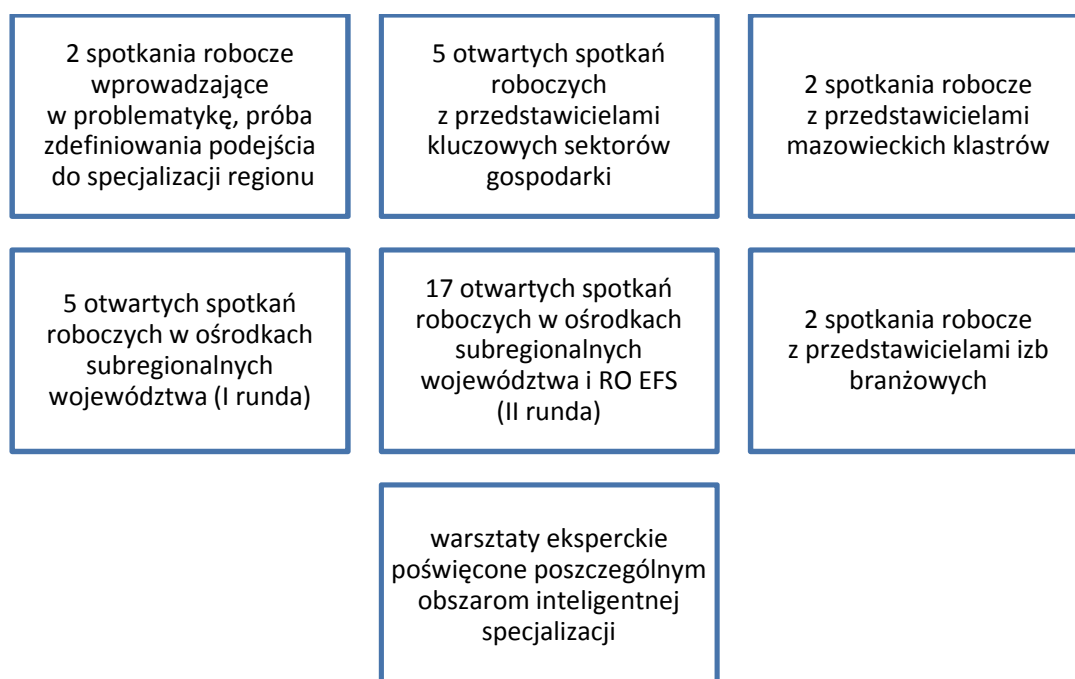 2 spotkania robocze
wprowadzające
w problematykę, próba
zdefiniowania podejścia
do specjalizacji regionu
5 otwartych spotkań
roboczych
z przedstawicielami
kluczowych sektorów
gospodarki
2 spotkania robocze
z przedstawicielami
mazowieckich klastrów
5 otwartych spotkań
roboczych w ośrodkach
subregionalnych
województwa (I runda)
17 otwartych spotkań
roboczych w ośrodkach
subregionalnych
województwa i RO EFS
(II runda)
2 spotkania robocze
z przedstawicielami izb
branżowych
warsztaty eksperckie
poświęcone poszczególnym
obszarom inteligentnej
specjalizacji